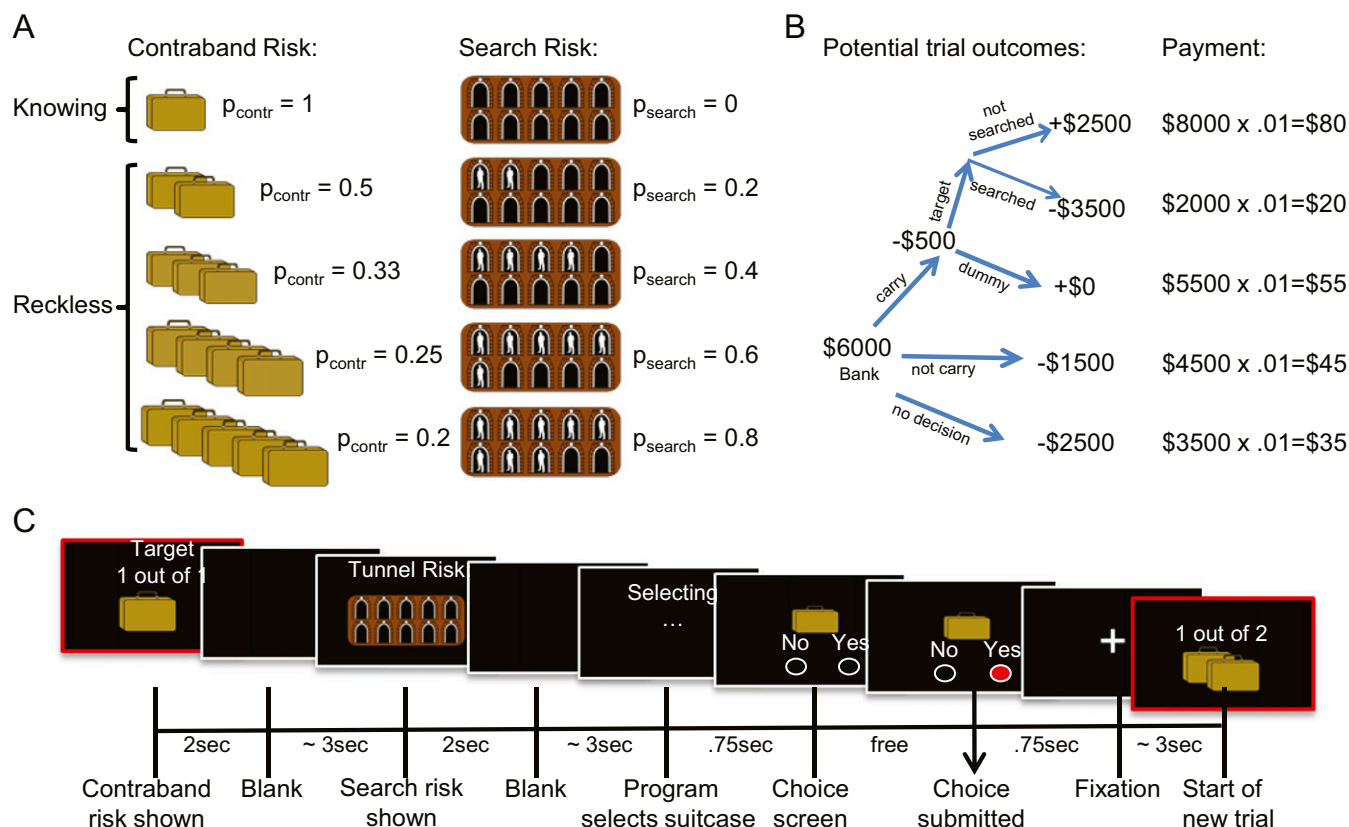 A
Contraband Risk:
Search Risk:
Knowing
p_contr = 1
p_search = 0
Reckless
p_contr = 0.5
p_search = 0.2
p_contr = 0.33
p_search = 0.4
p_contr = 0.25
p_search = 0.6
p_contr = 0.2
p_search = 0.8
B
Potential trial outcomes:
Payment:
not
searched
+$2500
$8000 x .01=$80
searched
-$3500
$2000 x .01=$20
target
-$500
dummy
+$0
$5500 x .01=$55
carry
$6000
Bank
not carry
-$1500
$4500 x .01=$45
no decision
-$2500
$3500 x .01=$35
C
Target
1 out of 1
Tunnel Risk
Selecting
...
No Yes
No Yes
+
1 out of 2
2sec
~ 3sec
2sec
~ 3sec
.75sec
free
.75sec
~ 3sec
Contraband
risk shown
Blank
Search risk
shown
Blank
Program
selects suitcase
Choice
screen
Choice
submitted
Fixation
Start of
new trial